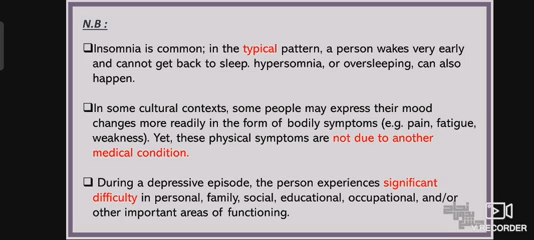 N.B :
❑Insomnia is common; in the typical pattern, a person wakes very early
and cannot get back to sleep. hypersomnia, or oversleeping, can also
happen.
❑In some cultural contexts, some people may express their mood
changes more readily in the form of bodily symptoms (e.g. pain, fatigue,
weakness). Yet, these physical symptoms are not due to another
medical condition.
❑ During a depressive episode, the person experiences significant
difficulty in personal, family, social, educational, occupational, and/or
other important areas of functioning.
RECORDER